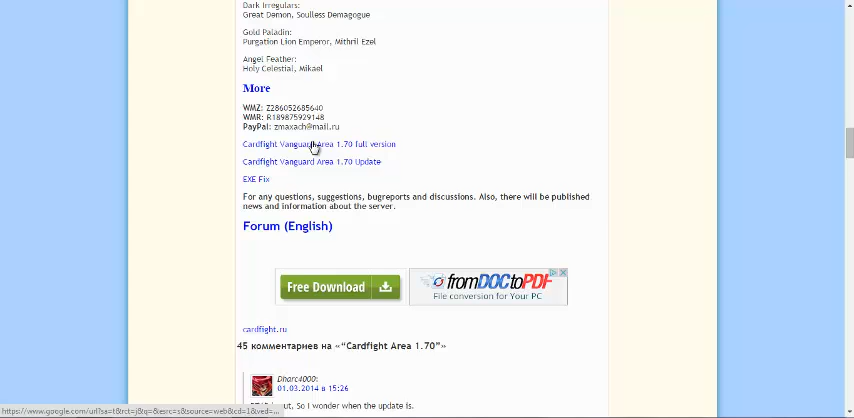 Dark Irregulars:
Great Demon, Soulless Demagogue
Gold Paladin:
Purgation Lion Emperor, Mithril Ezel
Angel Feather:
Holy Celestial, Mikael
More
WMZ: Z286052685640
WMR: R189875929148
PayPal: zmaxach@mail.ru
Cardfight Vanguard Area 1.70 full version
Cardfight Vanguard Area 1.70 Update
EXE Fix
For any questions, suggestions, bugreports and discussions. Also, there will be published
news and information about the server.
Forum (English)
Free Download
fromDOCtoPDF
File conversion for Your PC
cardfight.ru
45 комментариев на «“Cardfight Area 1.70”»
Dharc4000:
01.03.2014 в 15:26
out, So I wonder when the update is.
https://www.google.com/url?sa=t&rct=j&q=&esrc=s&source=web&cd=1&ved=...